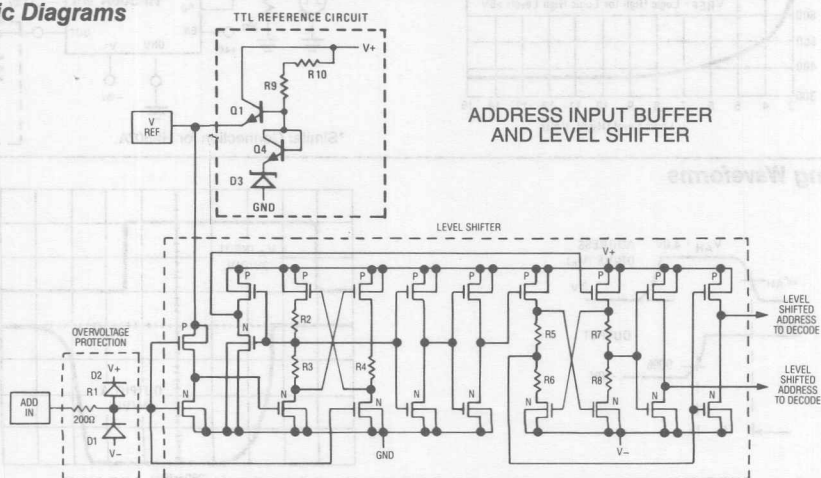 ic Diagrams
TTL REFERENCE CIRCUIT
V+
R10
R9
Q1
V
REF
Q4
D3
GND
ADDRESS INPUT BUFFER
AND LEVEL SHIFTER
LEVEL SHIFTER
V+
P
P
P
P
P
P
P
P
P
P
N
R2
R3
R4
R5
R6
R7
R8
N
N
N
N
N
N
N
N
N
GND
V−
LEVEL
SHIFTED
ADDRESS
TO DECODE
LEVEL
SHIFTED
ADDRESS
TO DECODE
OVERVOLTAGE
PROTECTION
V+
D2
R1
200Ω
D1
V−
ADD
IN